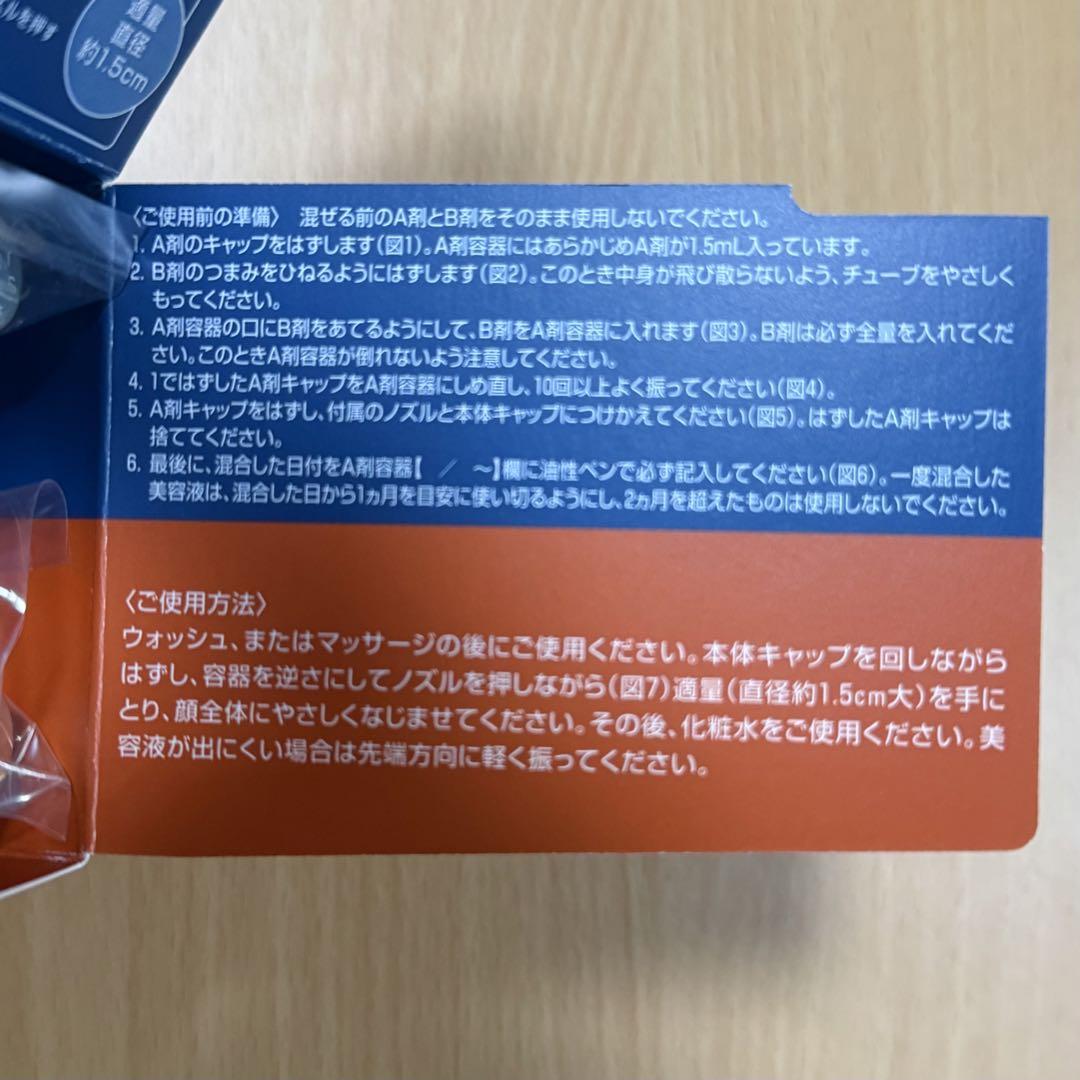 ズルを押す
適量
直径
約1.5cm
〈ご使用前の準備〉 混ぜる前のA剤とB剤をそのまま使用しないでください。
1. A剤のキャップをはずします(図1)。A剤容器にはあらかじめA剤が1.5mL入っています。
2. B剤のつまみをひねるようにはずします(図2)。このとき中身が飛び散らないよう、チューブをやさしく
もってください。
3. A剤容器の口にB剤をあてるようにして、B剤をA剤容器に入れます(図3)。B剤は必ず全量を入れてくだ
さい。このときA剤容器が倒れないよう注意してください。
4. 1ではずしたA剤キャップをA剤容器にしめ直し、10回以上よく振ってください(図4)。
5. A剤キャップをはずし、付属のノズルと本体キャップにつけかえてください(図5)。はずしたA剤キャップは
捨ててください。
6. 最後に、混合した日付をA剤容器【 ／ 〜】欄に油性ペンで必ず記入してください(図6)。一度混合した
美容液は、混合した日から1ヵ月を目安に使い切るようにし、2ヵ月を超えたものは使用しないでください。
〈ご使用方法〉
ウォッシュ、またはマッサージの後にご使用ください。本体キャップを回しながら
はずし、容器を逆さにしてノズルを押しながら(図7)適量(直径約1.5cm大)を手に
とり、顔全体にやさしくなじませてください。その後、化粧水をご使用ください。美
容液が出にくい場合は先端方向に軽く振ってください。